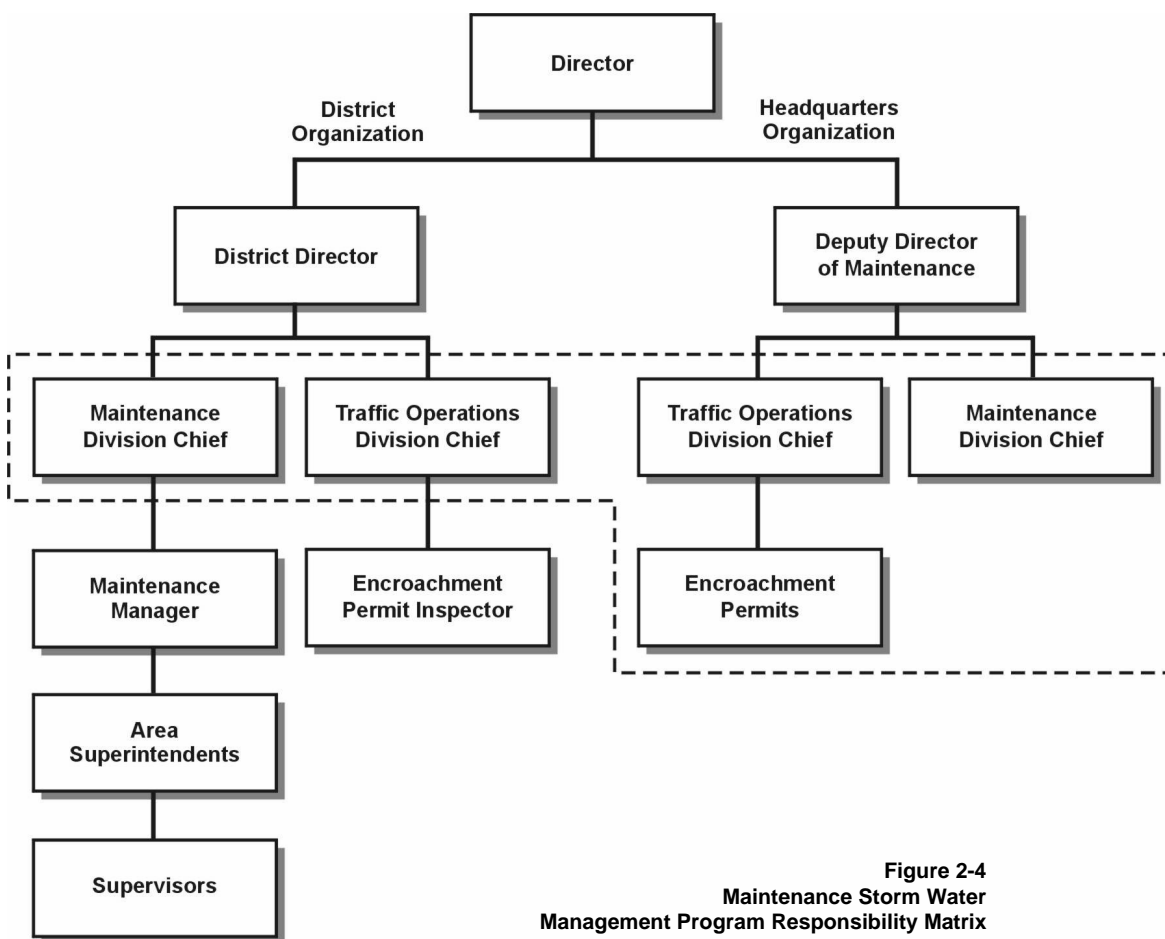 Director
District
Organization
Headquarters
Organization
District Director
Deputy Director
of Maintenance
Maintenance
Division Chief
Traffic Operations
Division Chief
Traffic Operations
Division Chief
Maintenance
Division Chief
Maintenance
Manager
Encroachment
Permit Inspector
Encroachment
Permits
Area
Superintendents
Supervisors
Figure 2-4
Maintenance Storm Water
Management Program Responsibility Matrix